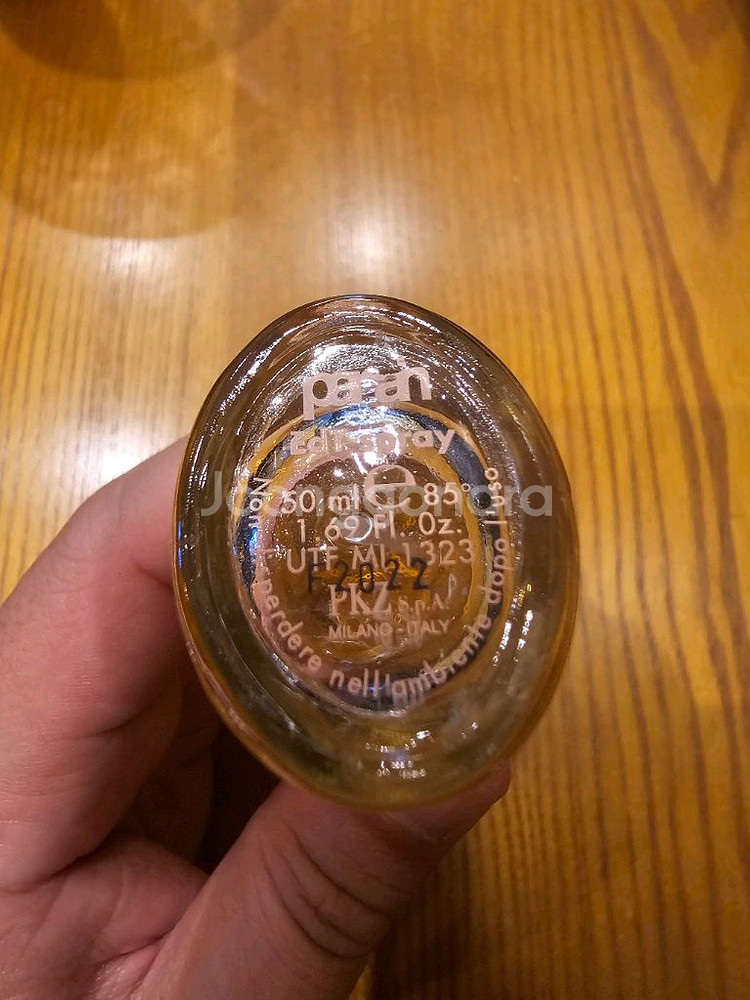 Edt spray
50 ml e 85°
1.69 Fl. Oz.
UTF MI 1323
F2022
PKZ s.p.A
MILANO - ITALY
Non disperdere nell'ambiente dopo l'uso
Joonggonara